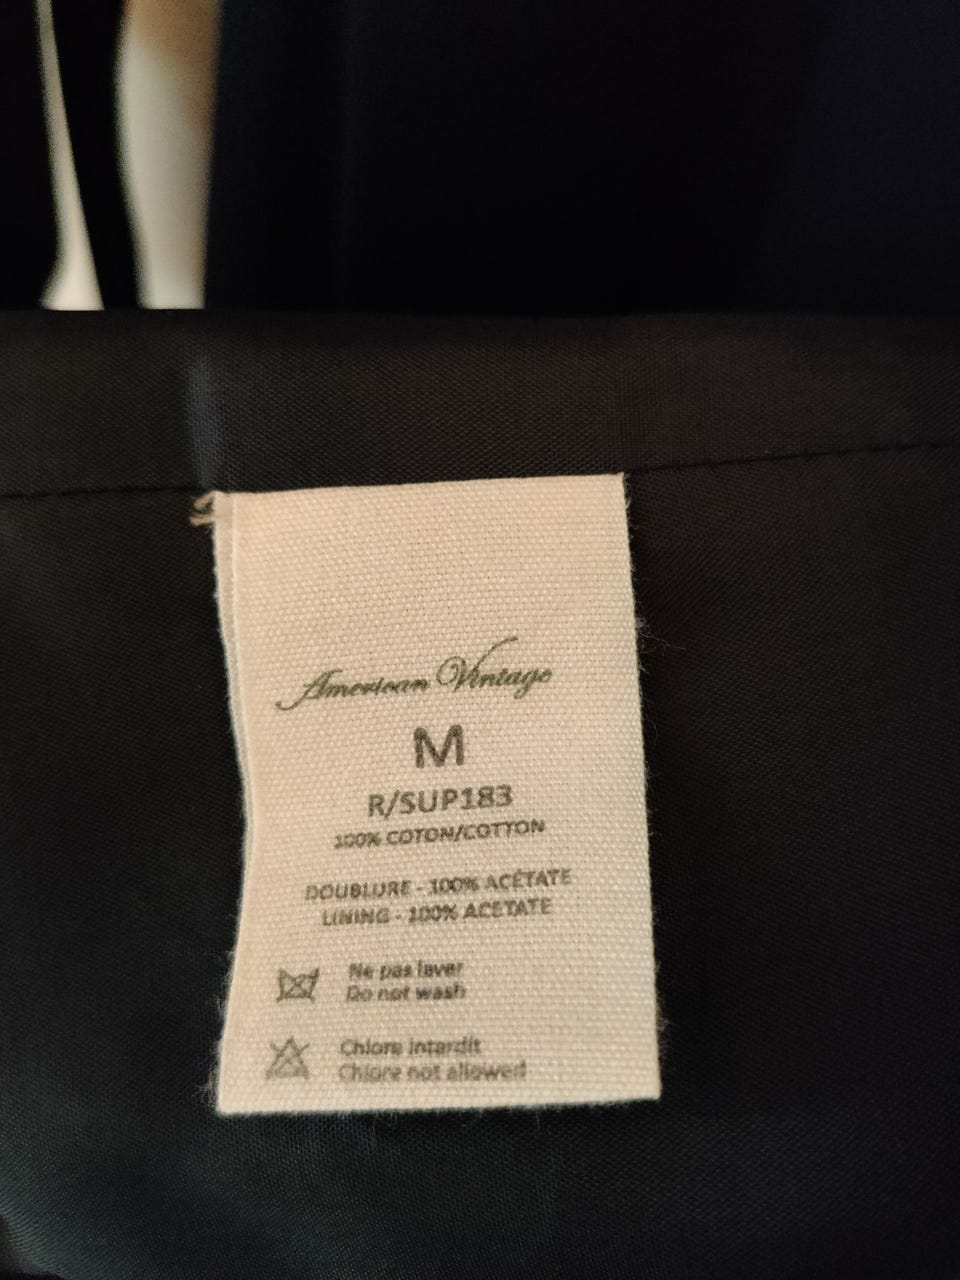 American Vintage
M
R/SUP183
100% COTON/COTTON
DOUBLURE - 100% ACÉTATE
LINING - 100% ACETATE
Ne pas laver
Do not wash
Chlore interdit
Chlore not allowed